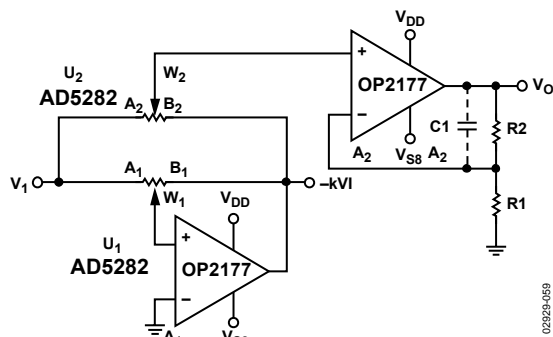 VDD
U2
AD5282
W2
+
OP2177
VO
A2 B2
−
C1
R2
A2
VS8
A2
V1
A1 B1
−kVI
W1
VDD
R1
U1
AD5282
+
OP2177
−
02929-059